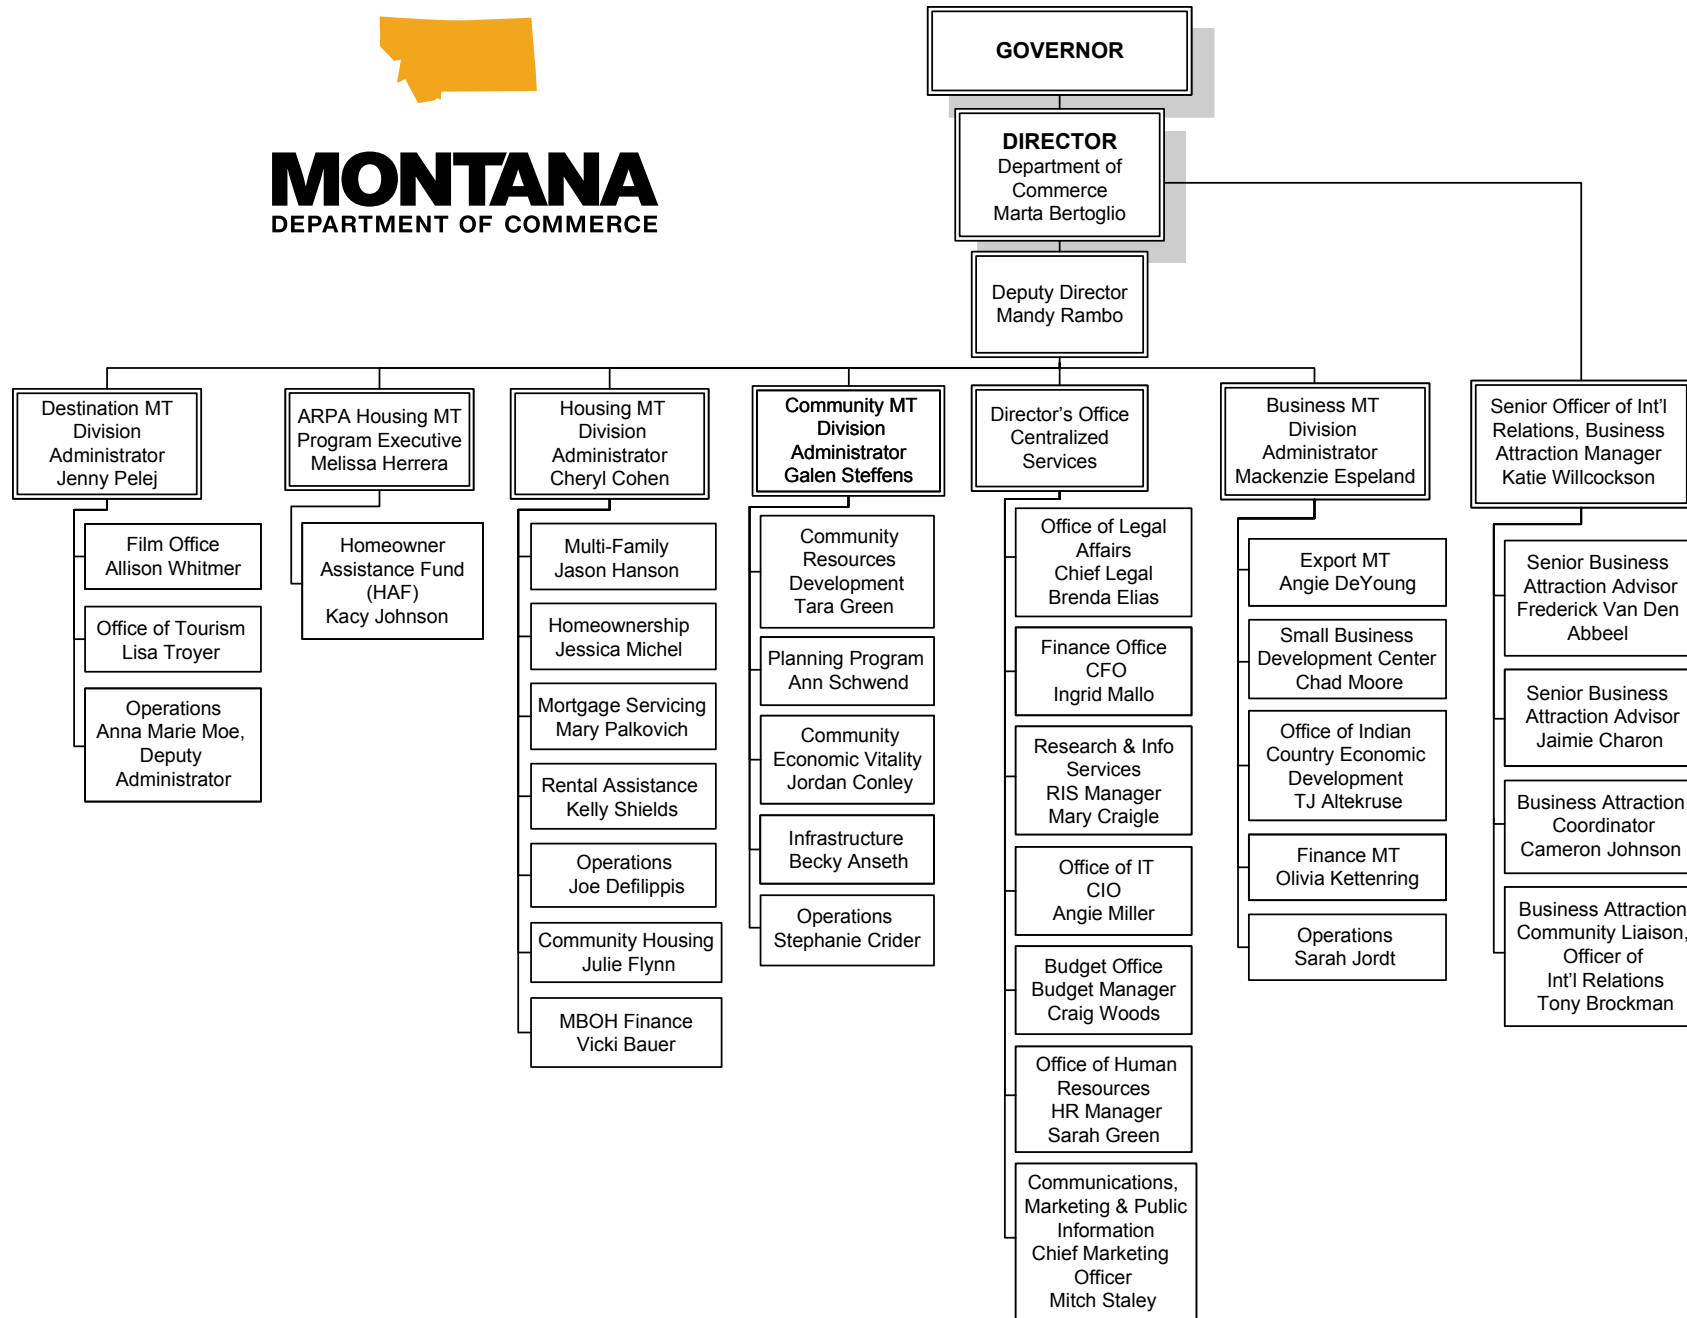 MONTANA
DEPARTMENT OF COMMERCE
GOVERNOR
DIRECTOR
Department of
Commerce
Marta Bertoglio
Deputy Director
Mandy Rambo
Destination MT
Division
Administrator
Jenny Pelej
Film Office
Allison Whitmer
Office of Tourism
Lisa Troyer
Operations
Anna Marie Moe,
Deputy
Administrator
ARPA Housing MT
Program Executive
Melissa Herrera
Homeowner
Assistance Fund
(HAF)
Kacy Johnson
Housing MT
Division
Administrator
Cheryl Cohen
Multi-Family
Jason Hanson
Homeownership
Jessica Michel
Mortgage Servicing
Mary Palkovich
Rental Assistance
Kelly Shields
Operations
Joe Defilippis
Community Housing
Julie Flynn
MBOH Finance
Vicki Bauer
Community MT
Division
Administrator
Galen Steffens
Community
Resources
Development
Tara Green
Planning Program
Ann Schwend
Community
Economic Vitality
Jordan Conley
Infrastructure
Becky Anseth
Operations
Stephanie Crider
Director's Office
Centralized
Services
Office of Legal
Affairs
Chief Legal
Brenda Elias
Finance Office
CFO
Ingrid Mallo
Research & Info
Services
RIS Manager
Mary Craigle
Office of IT
CIO
Angie Miller
Budget Office
Budget Manager
Craig Woods
Office of Human
Resources
HR Manager
Sarah Green
Communications,
Marketing & Public
Information
Chief Marketing
Officer
Mitch Staley
Business MT
Division
Administrator
Mackenzie Espeland
Export MT
Angie DeYoung
Small Business
Development Center
Chad Moore
Office of Indian
Country Economic
Development
TJ Altekruse
Finance MT
Olivia Kettenring
Operations
Sarah Jordt
Senior Officer of Int'l
Relations, Business
Attraction Manager
Katie Willcockson
Senior Business
Attraction Advisor
Frederick Van Den
Abbeel
Senior Business
Attraction Advisor
Jaimie Charon
Business Attraction
Coordinator
Cameron Johnson
Business Attraction
Community Liaison,
Officer of
Int'l Relations
Tony Brockman